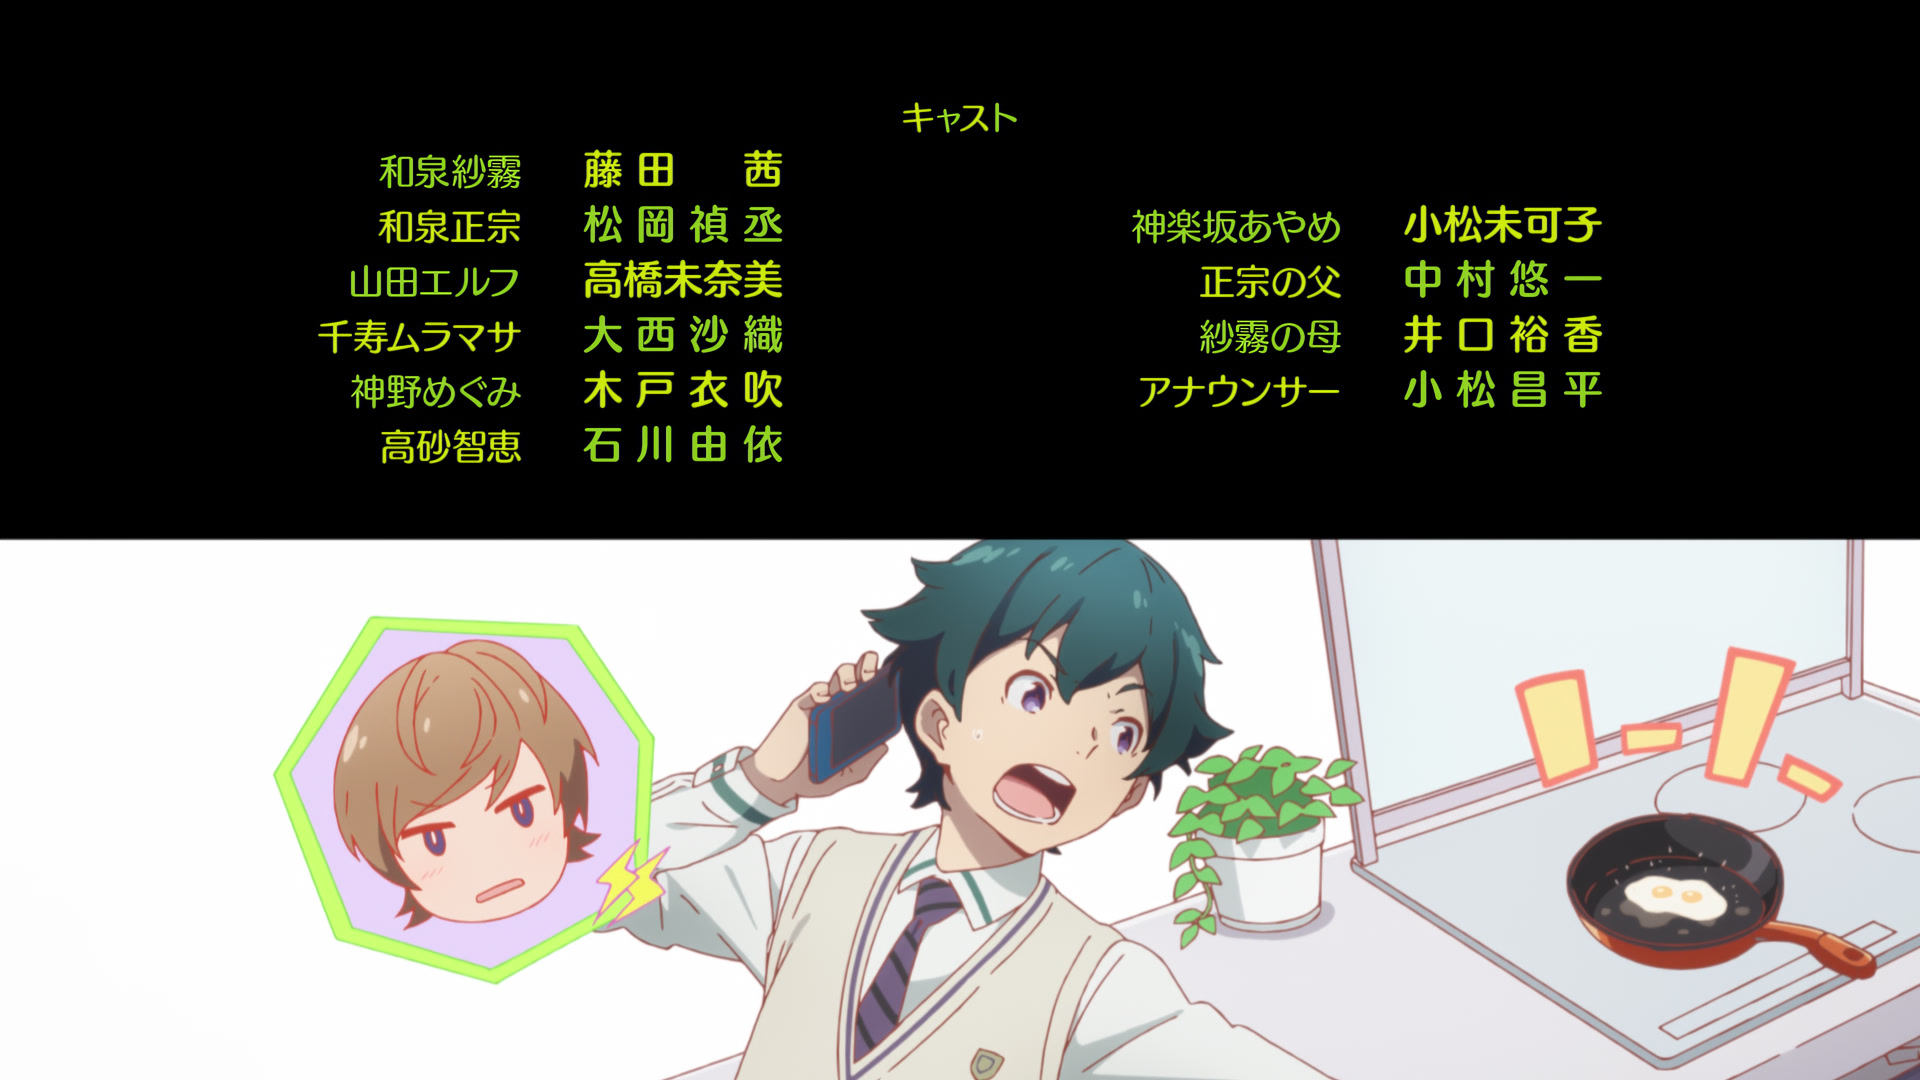 キャスト
和泉紗霧 藤田 茜
和泉正宗 松岡禎丞
山田エルフ 高橋未奈美
千寿ムラマサ 大西沙織
神野めぐみ 木戸衣吹
高砂智恵 石川由依
神楽坂あやめ 小松未可子
正宗の父 中村悠一
紗霧の母 井口裕香
アナウンサー 小松昌平